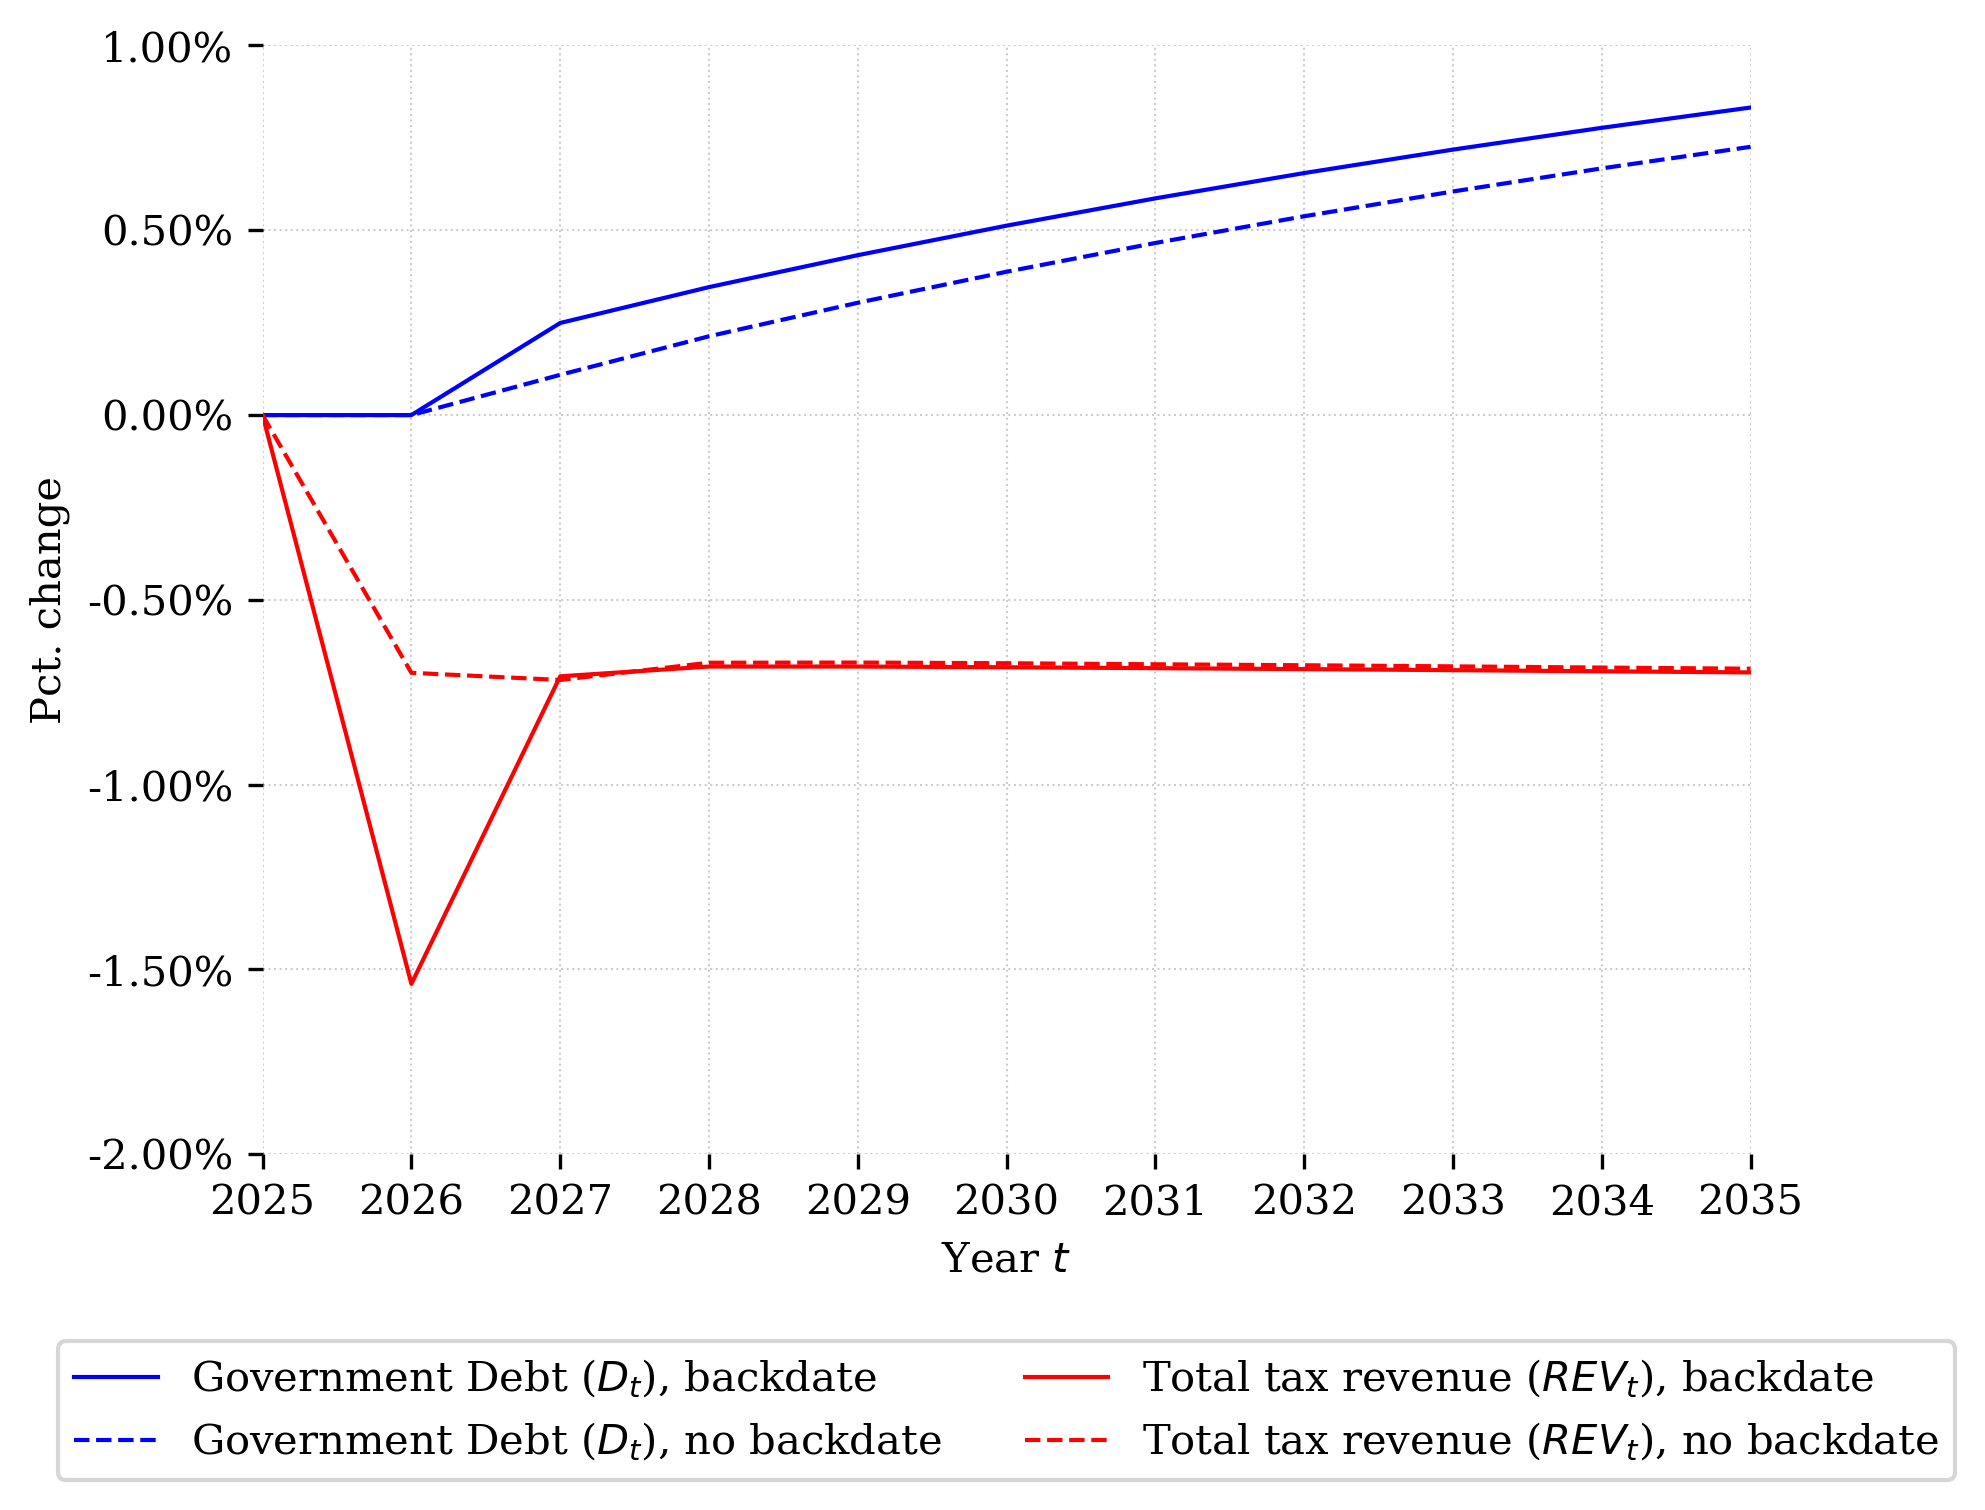 1.00%
0.50%
0.00%
-0.50%
-1.00%
-1.50%
-2.00%
Pct. change
2025 2026 2027 2028 2029 2030 2031 2032 2033 2034 2035
Year t
Government Debt (D_t), backdate
Government Debt (D_t), no backdate
Total tax revenue (REV_t), backdate
Total tax revenue (REV_t), no backdate